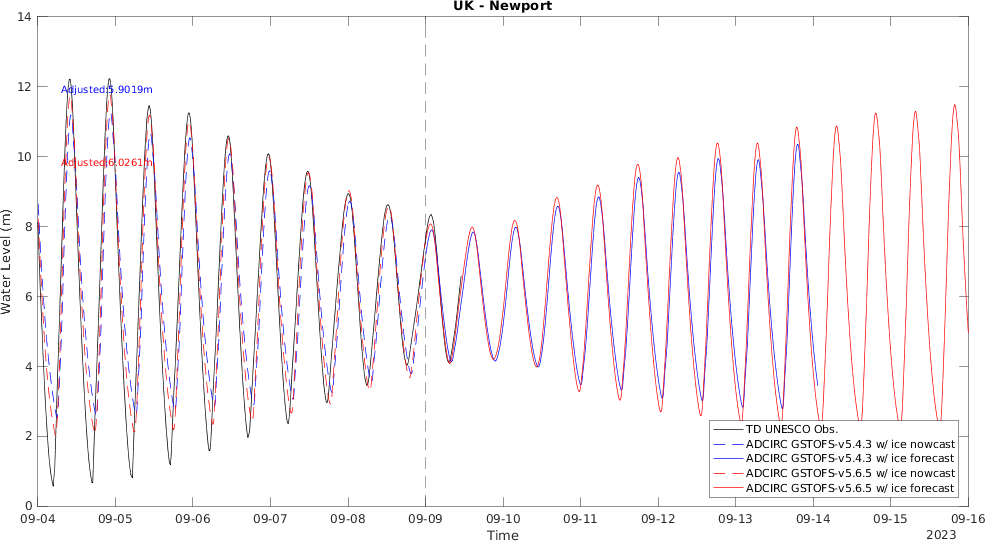 UK - Newport
14
12
10
8
6
4
2
0
Water Level (m)
Adjusted:5.9019m
Adjusted:6.0261m
TD UNESCO Obs.
ADCIRC GSTOFS-v5.4.3 w/ ice nowcast
ADCIRC GSTOFS-v5.4.3 w/ ice forecast
ADCIRC GSTOFS-v5.6.5 w/ ice nowcast
ADCIRC GSTOFS-v5.6.5 w/ ice forecast
09-04 09-05 09-06 09-07 09-08 09-09 09-10 09-11 09-12 09-13 09-14 09-15 09-16
Time
2023